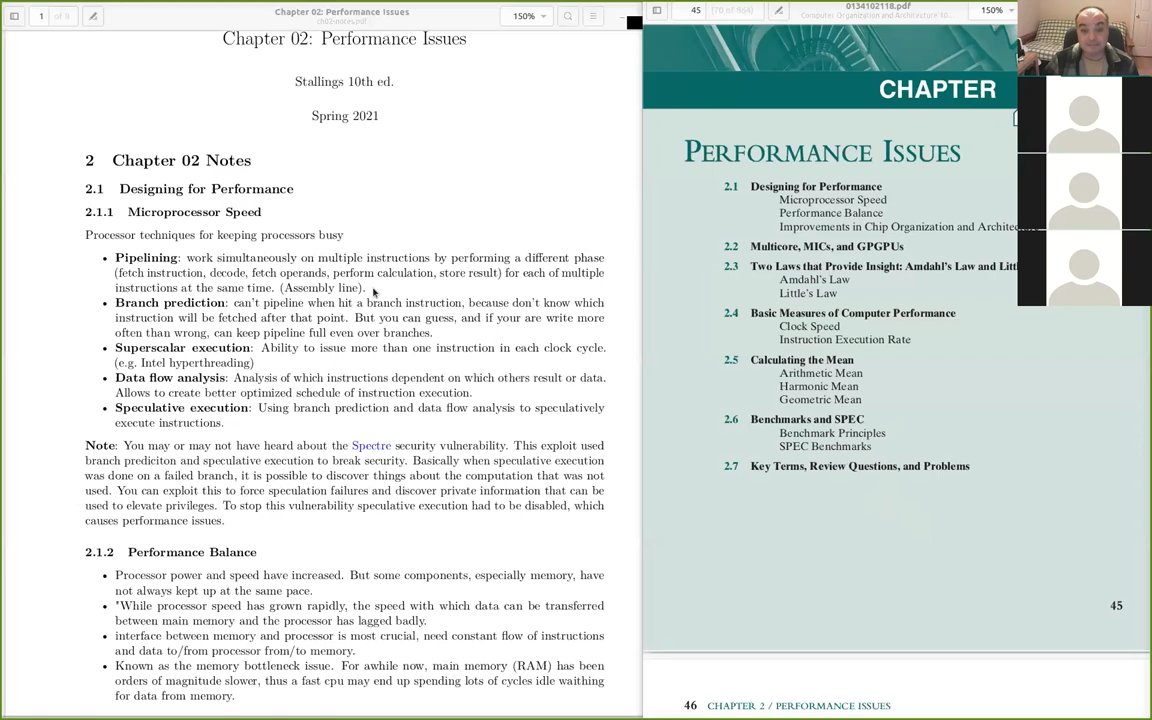 1 of 9
Chapter 02: Performance Issues
ch02-notes.pdf
150%
Chapter 02: Performance Issues
Stallings 10th ed.
Spring 2021
2 Chapter 02 Notes
2.1 Designing for Performance
2.1.1 Microprocessor Speed
Processor techniques for keeping processors busy
• Pipelining: work simultaneously on multiple instructions by performing a different phase
(fetch instruction, decode, fetch operands, perform calculation, store result) for each of multiple
instructions at the same time. (Assembly line).
• Branch prediction: can't pipeline when hit a branch instruction, because don't know which
instruction will be fetched after that point. But you can guess, and if your are write more
often than wrong, can keep pipeline full even over branches.
• Superscalar execution: Ability to issue more than one instruction in each clock cycle.
(e.g. Intel hyperthreading)
• Data flow analysis: Analysis of which instructions dependent on which others result or data.
Allows to create better optimized schedule of instruction execution.
• Speculative execution: Using branch prediction and data flow analysis to speculatively
execute instructions.
Note: You may or may not have heard about the Spectre security vulnerability. This exploit used
branch prediciton and speculative execution to break security. Basically when speculative execution
was done on a failed branch, it is possible to discover things about the computation that was not
used. You can exploit this to force speculation failures and discover private information that can be
used to elevate privileges. To stop this vulnerability speculative execution had to be disabled, which
causes performance issues.
2.1.2 Performance Balance
• Processor power and speed have increased. But some components, especially memory, have
not always kept up at the same pace.
• "While processor speed has grown rapidly, the speed with which data can be transferred
between main memory and the processor has lagged badly.
• interface between memory and processor is most crucial, need constant flow of instructions
and data to/from processor from/to memory.
• Known as the memory bottleneck issue. For awhile now, main memory (RAM) has been
orders of magnitude slower, thus a fast cpu may end up spending lots of cycles idle waithing
for data from memory.
45 (70 of 864)
0134102118.pdf
Computer Organization and Architecture 10...
150%
CHAPTER
PERFORMANCE ISSUES
2.1 Designing for Performance
Microprocessor Speed
Performance Balance
Improvements in Chip Organization and Architecture
2.2 Multicore, MICs, and GPGPUs
2.3 Two Laws that Provide Insight: Amdahl's Law and Littl
Amdahl's Law
Little's Law
2.4 Basic Measures of Computer Performance
Clock Speed
Instruction Execution Rate
2.5 Calculating the Mean
Arithmetic Mean
Harmonic Mean
Geometric Mean
2.6 Benchmarks and SPEC
Benchmark Principles
SPEC Benchmarks
2.7 Key Terms, Review Questions, and Problems
45
46 CHAPTER 2 / PERFORMANCE ISSUES